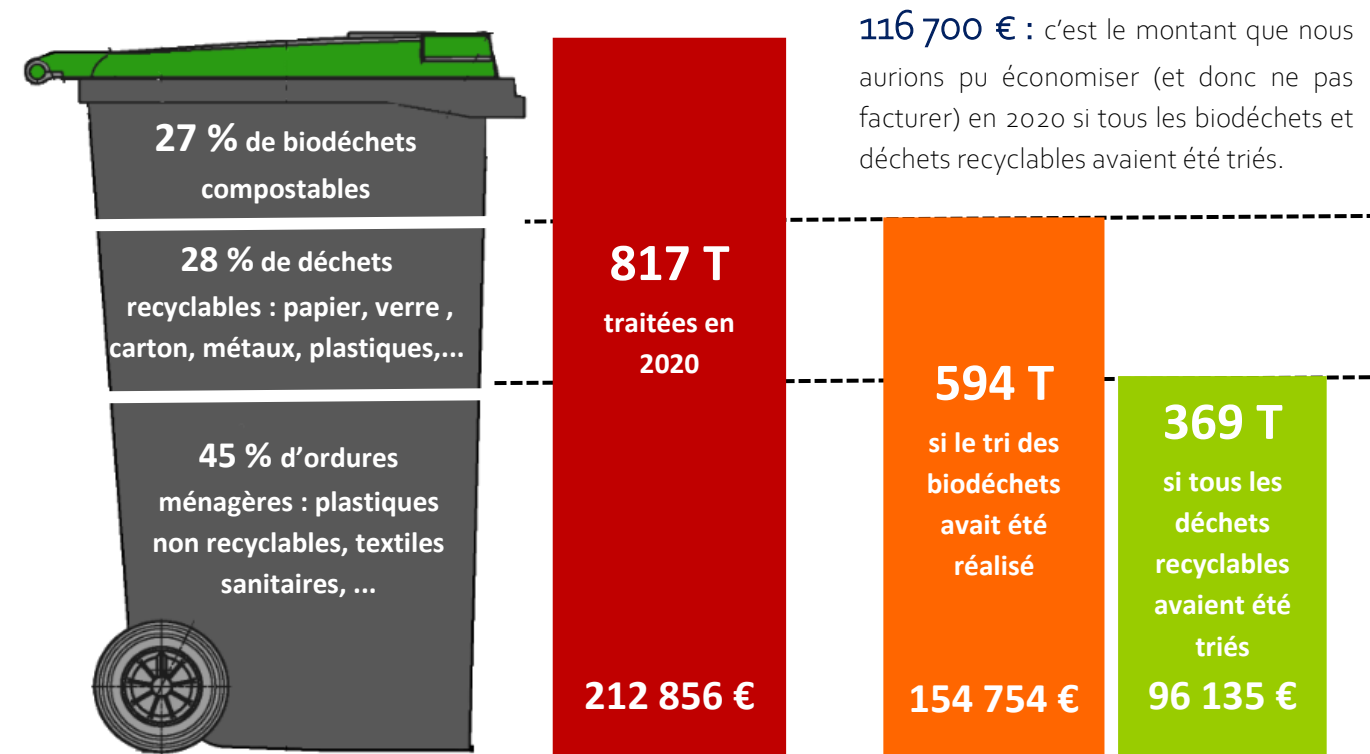 116 700 € : c'est le montant que nous
aurions pu économiser (et donc ne pas
facturer) en 2020 si tous les biodéchets et
déchets recyclables avaient été triés.
27 % de biodéchets
compostables
28 % de déchets
recyclables : papier, verre ,
carton, métaux, plastiques,...
45 % d’ordures
ménagères : plastiques
non recyclables, textiles
sanitaires, ...
817 T
traitées en
2020
212 856 €
594 T
si le tri des
biodéchets
avait été
réalisé
154 754 €
369 T
si tous les
déchets
recyclables
avaient été
triés
96 135 €